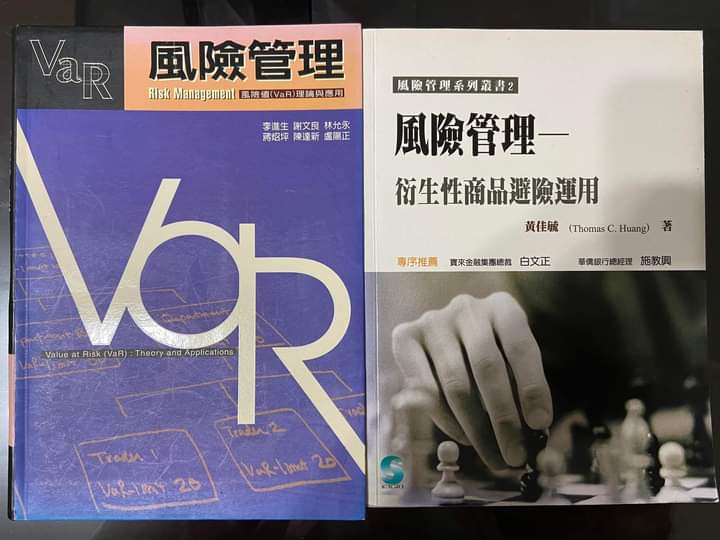 VaR
風險管理
Risk Management 風險值(VaR)理論與應用
李進生 謝文良 林允永
蔣炤坪 陳達新 盧陽正
VaR
Value at Risk (VaR) : Theory and Applications
Trader 1
VaR-limit 20
Trader 2
VaR-limit 20
風險管理系列叢書2
風險管理—
衍生性商品避險運用
黃佳毓 (Thomas C. Huang) 著
專序推薦 寶來金融集團總裁 白文正 華僑銀行總經理 施教興